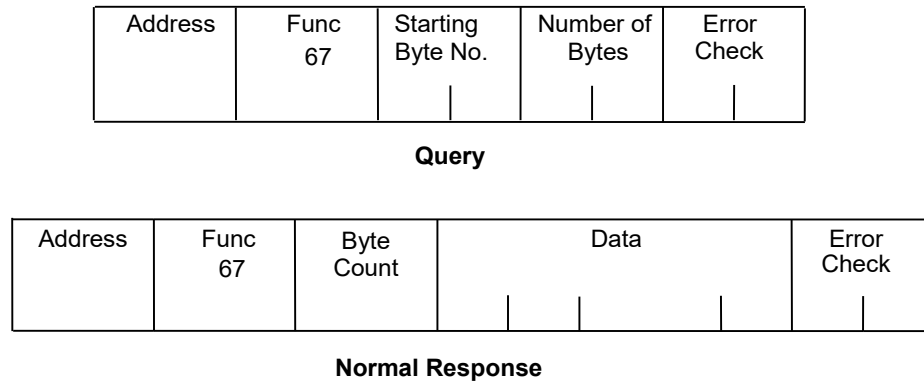 Address
Func
67
Starting
Byte No.
Number of
Bytes
Error
Check
Query
Address
Func
67
Byte
Count
Data
Error
Check
Normal Response